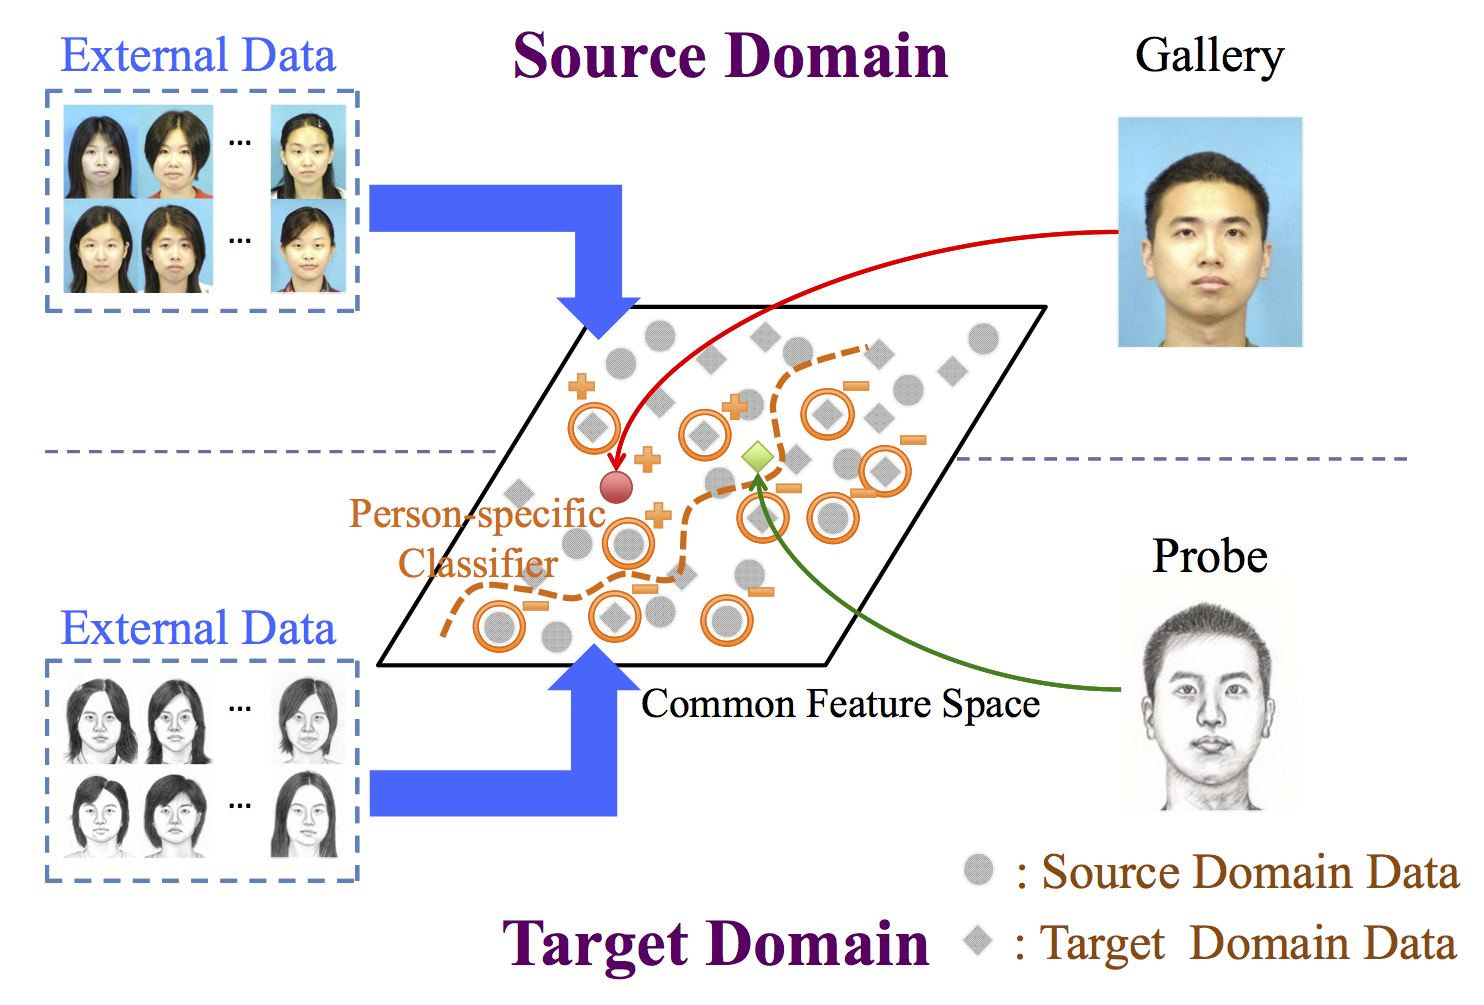 External Data
Source Domain
Gallery
...
...
Person-specific
Classifier
Probe
External Data
Common Feature Space
...
...
: Source Domain Data
Target Domain
: Target Domain Data